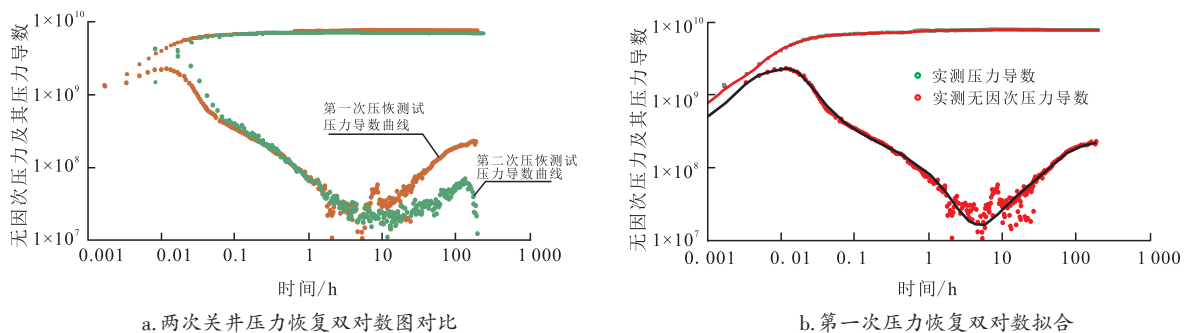 无因次压力及其压力导数
1×10¹⁰
1×10⁹
1×10⁸
1×10⁷
第一次压恢测试
压力导数曲线
第二次压恢测试
压力导数曲线
0.001 0.01 0.1 1 10 100 1 000
时间/h
a.两次关井压力恢复双对数图对比
无因次压力及其压力导数
1×10¹⁰
1×10⁹
1×10⁸
1×10⁷
实测压力导数
实测无因次压力导数
0.001 0.01 0.1 1 10 100 1 000
时间/h
b.第一次压力恢复双对数拟合